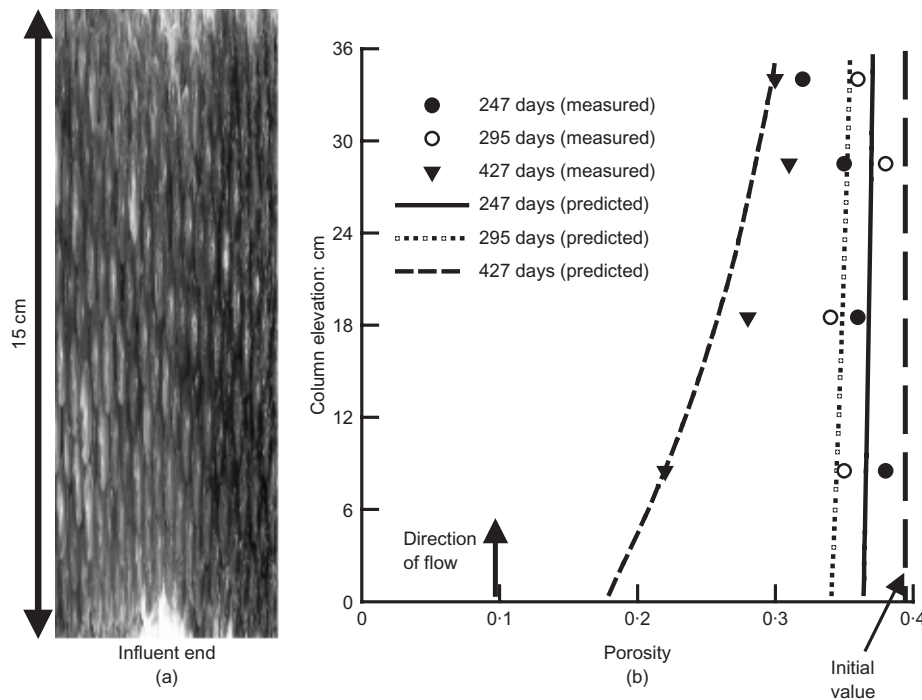 15 cm
Influent end
(a)
Column elevation: cm
36
30
24
18
12
6
0
247 days (measured)
295 days (measured)
427 days (measured)
247 days (predicted)
295 days (predicted)
427 days (predicted)
Direction
of flow
0
0·1
0·2
0·3
0·4
Porosity
(b)
Initial
value